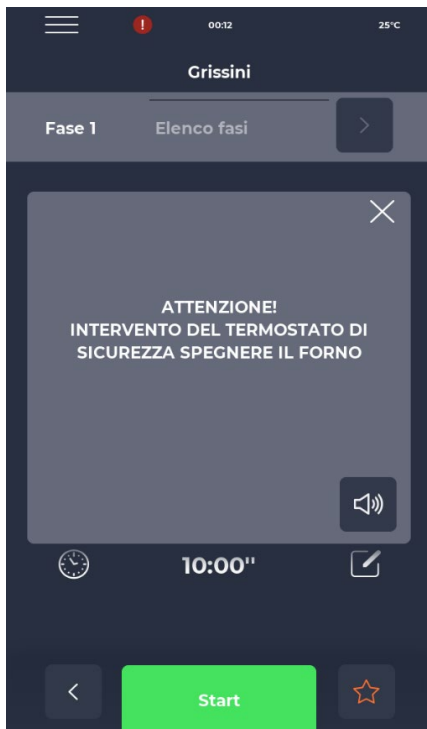 !
00:12
25°C
Grissini
Fase 1
Elenco fasi
ATTENZIONE!
INTERVENTO DEL TERMOSTATO DI
SICUREZZA SPEGNERE IL FORNO
10:00"
Start